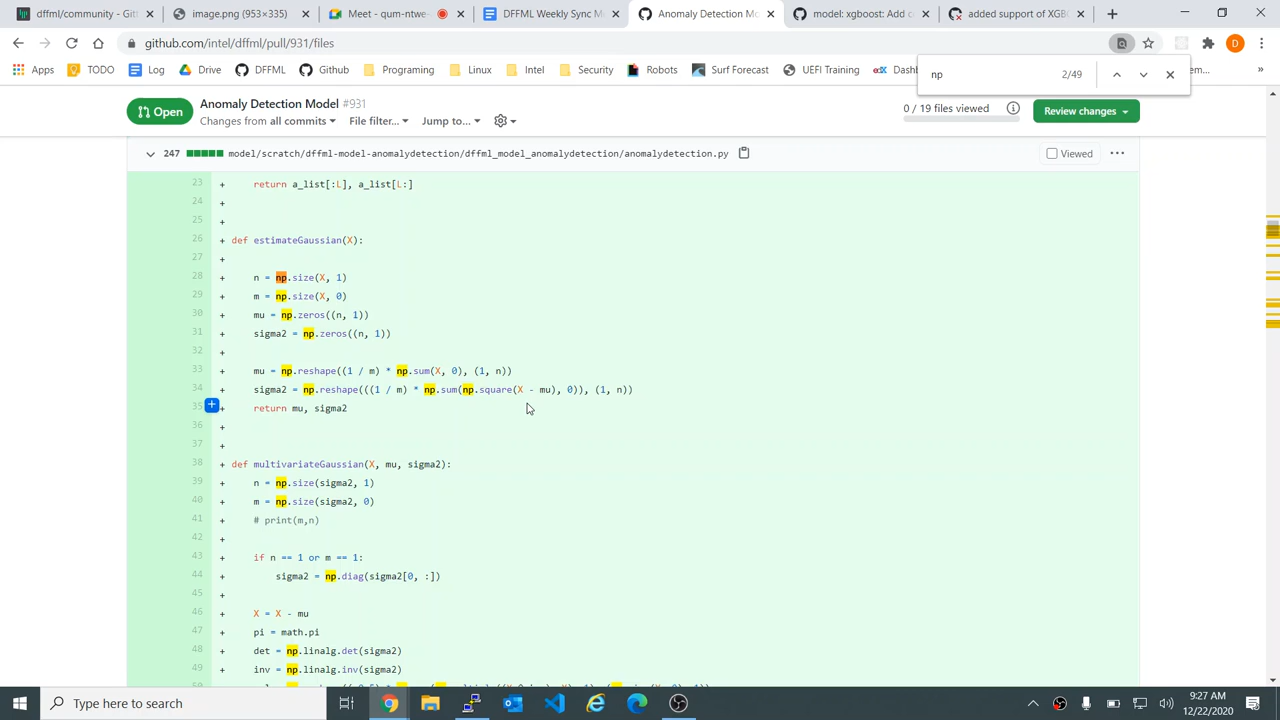 dffml/community · Gitt
image.png (953×335)
Meet - qum-ntwe-
DFFML Weekly Sync M
Anomaly Detection Mode
model: xgboost: Add c
added support of XGBC
github.com/intel/dffml/pull/931/files
D
Apps
TODO
Log
Drive
DFFML
Github
Programing
Linux
Intel
Security
Robots
Surf Forecast
UEFI Training
Dashb
em...
»
np
2/49
Open
Anomaly Detection Model #931
Changes from all commits
File filter...
Jump to...
0 / 19 files viewed
Review changes
247
model/scratch/dffml-model-anomalydetection/dffml_model_anomalydetection/anomalydetection.py
Viewed
23 + return a_list[:L], a_list[L:]
24 +
25 +
26 + def estimateGaussian(X):
27 +
28 + n = np.size(X, 1)
29 + m = np.size(X, 0)
30 + mu = np.zeros((n, 1))
31 + sigma2 = np.zeros((n, 1))
32 +
33 + mu = np.reshape((1 / m) * np.sum(X, 0), (1, n))
34 + sigma2 = np.reshape(((1 / m) * np.sum(np.square(X - mu), 0)), (1, n))
35 + return mu, sigma2
36 +
37 +
38 + def multivariateGaussian(X, mu, sigma2):
39 + n = np.size(sigma2, 1)
40 + m = np.size(sigma2, 0)
41 + # print(m,n)
42 +
43 + if n == 1 or m == 1:
44 + sigma2 = np.diag(sigma2[0, :])
45 +
46 + X = X - mu
47 + pi = math.pi
48 + det = np.linalg.det(sigma2)
49 + inv = np.linalg.inv(sigma2)
Type here to search
9:27 AM
12/22/2020